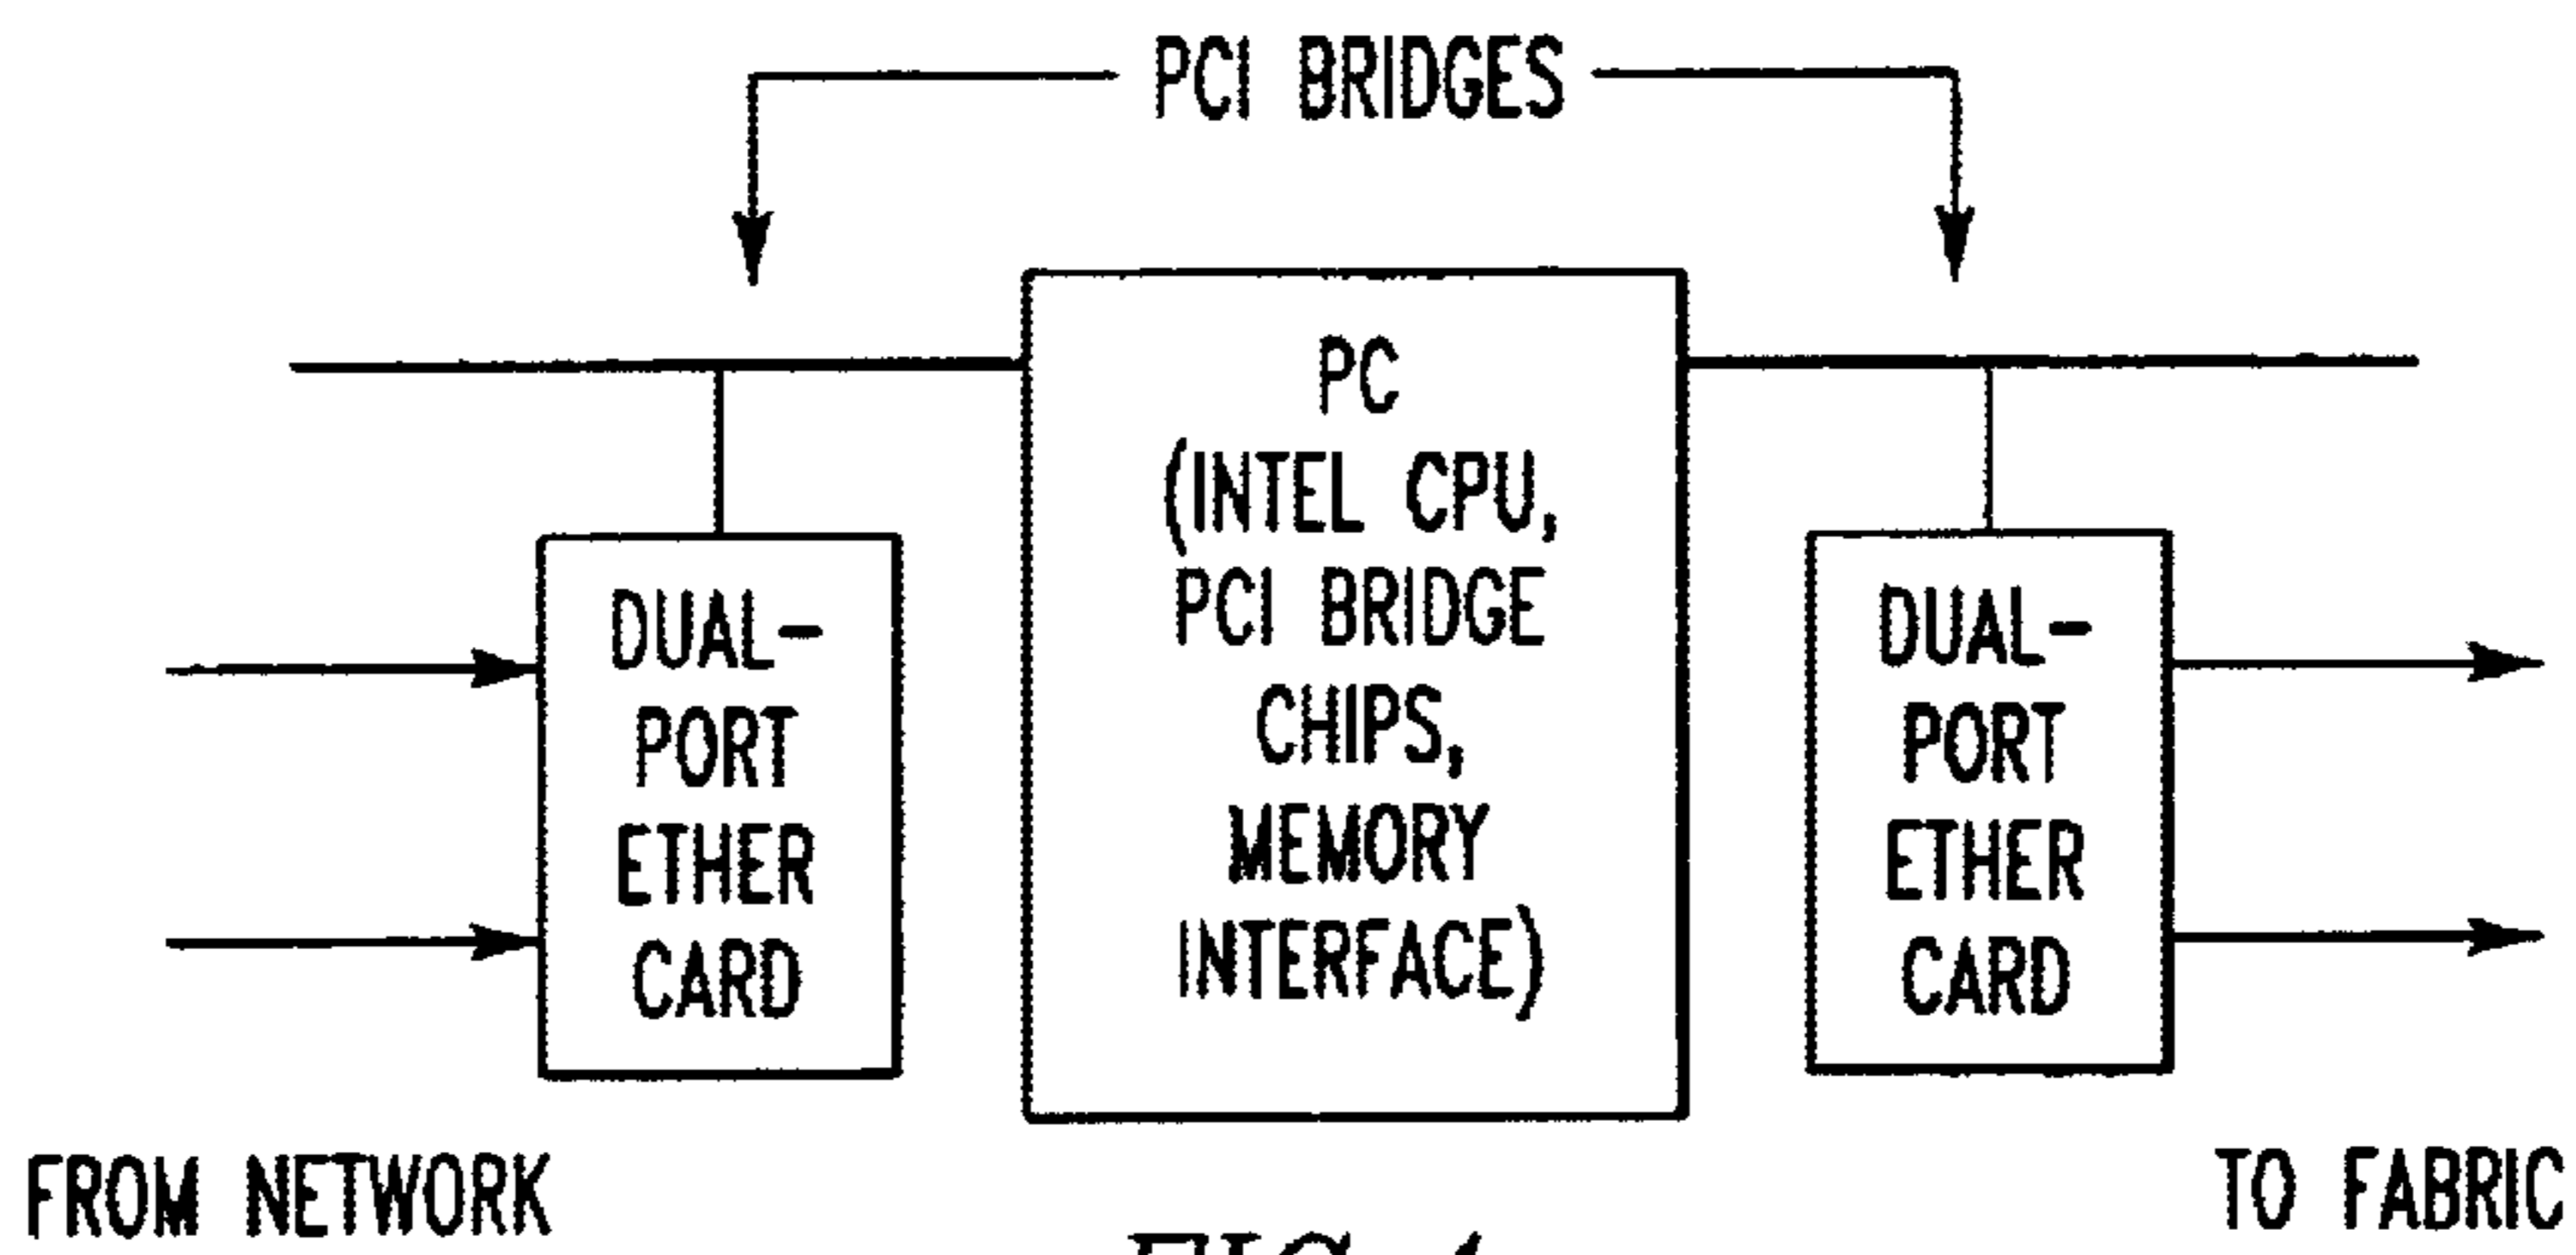 PCI BRIDGES
PC
(INTEL CPU,
PCI BRIDGE
CHIPS,
MEMORY
INTERFACE)
DUAL-
PORT
ETHER
CARD
DUAL-
PORT
ETHER
CARD
FROM NETWORK
TO FABRIC